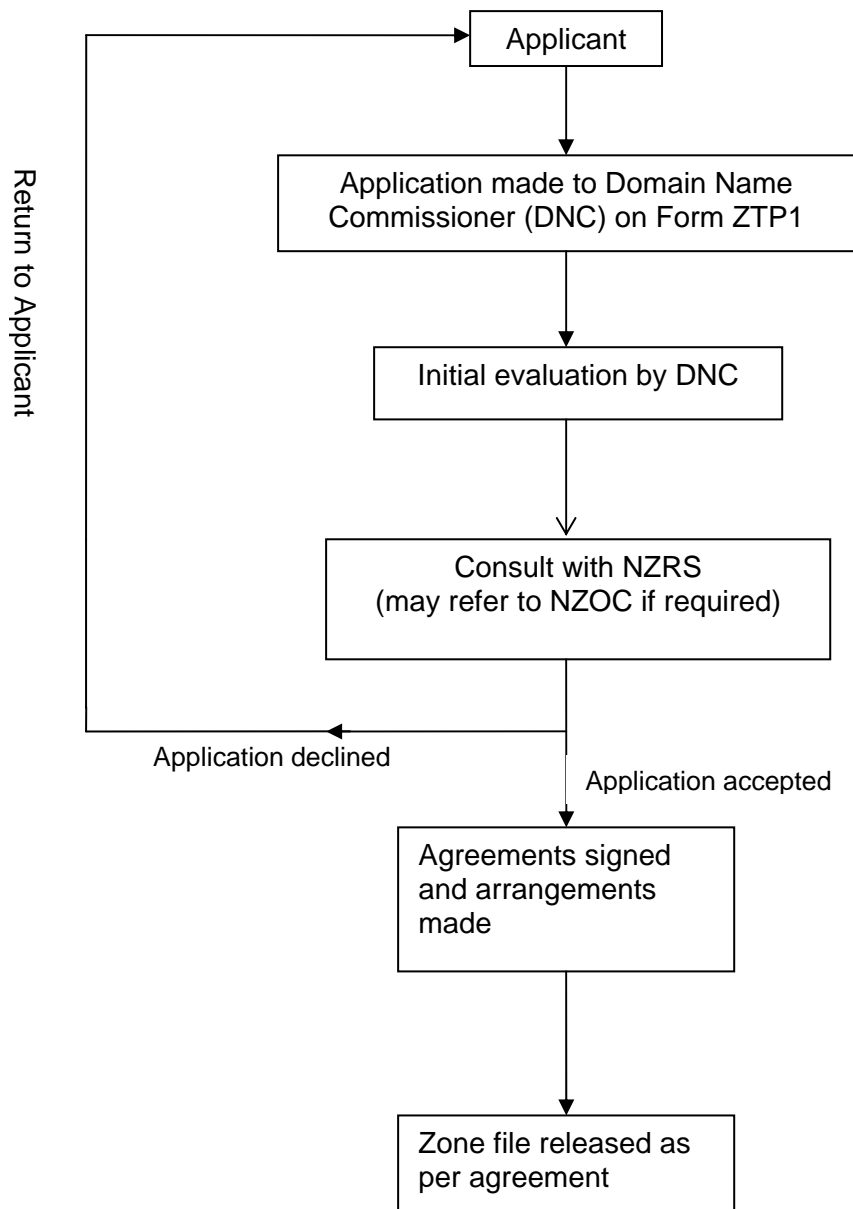 Applicant
Return to Applicant
Application made to Domain Name
Commissioner (DNC) on Form ZTP1
Initial evaluation by DNC
Consult with NZRS
(may refer to NZOC if required)
Application declined
Application accepted
Agreements signed
and arrangements
made
Zone file released as
per agreement